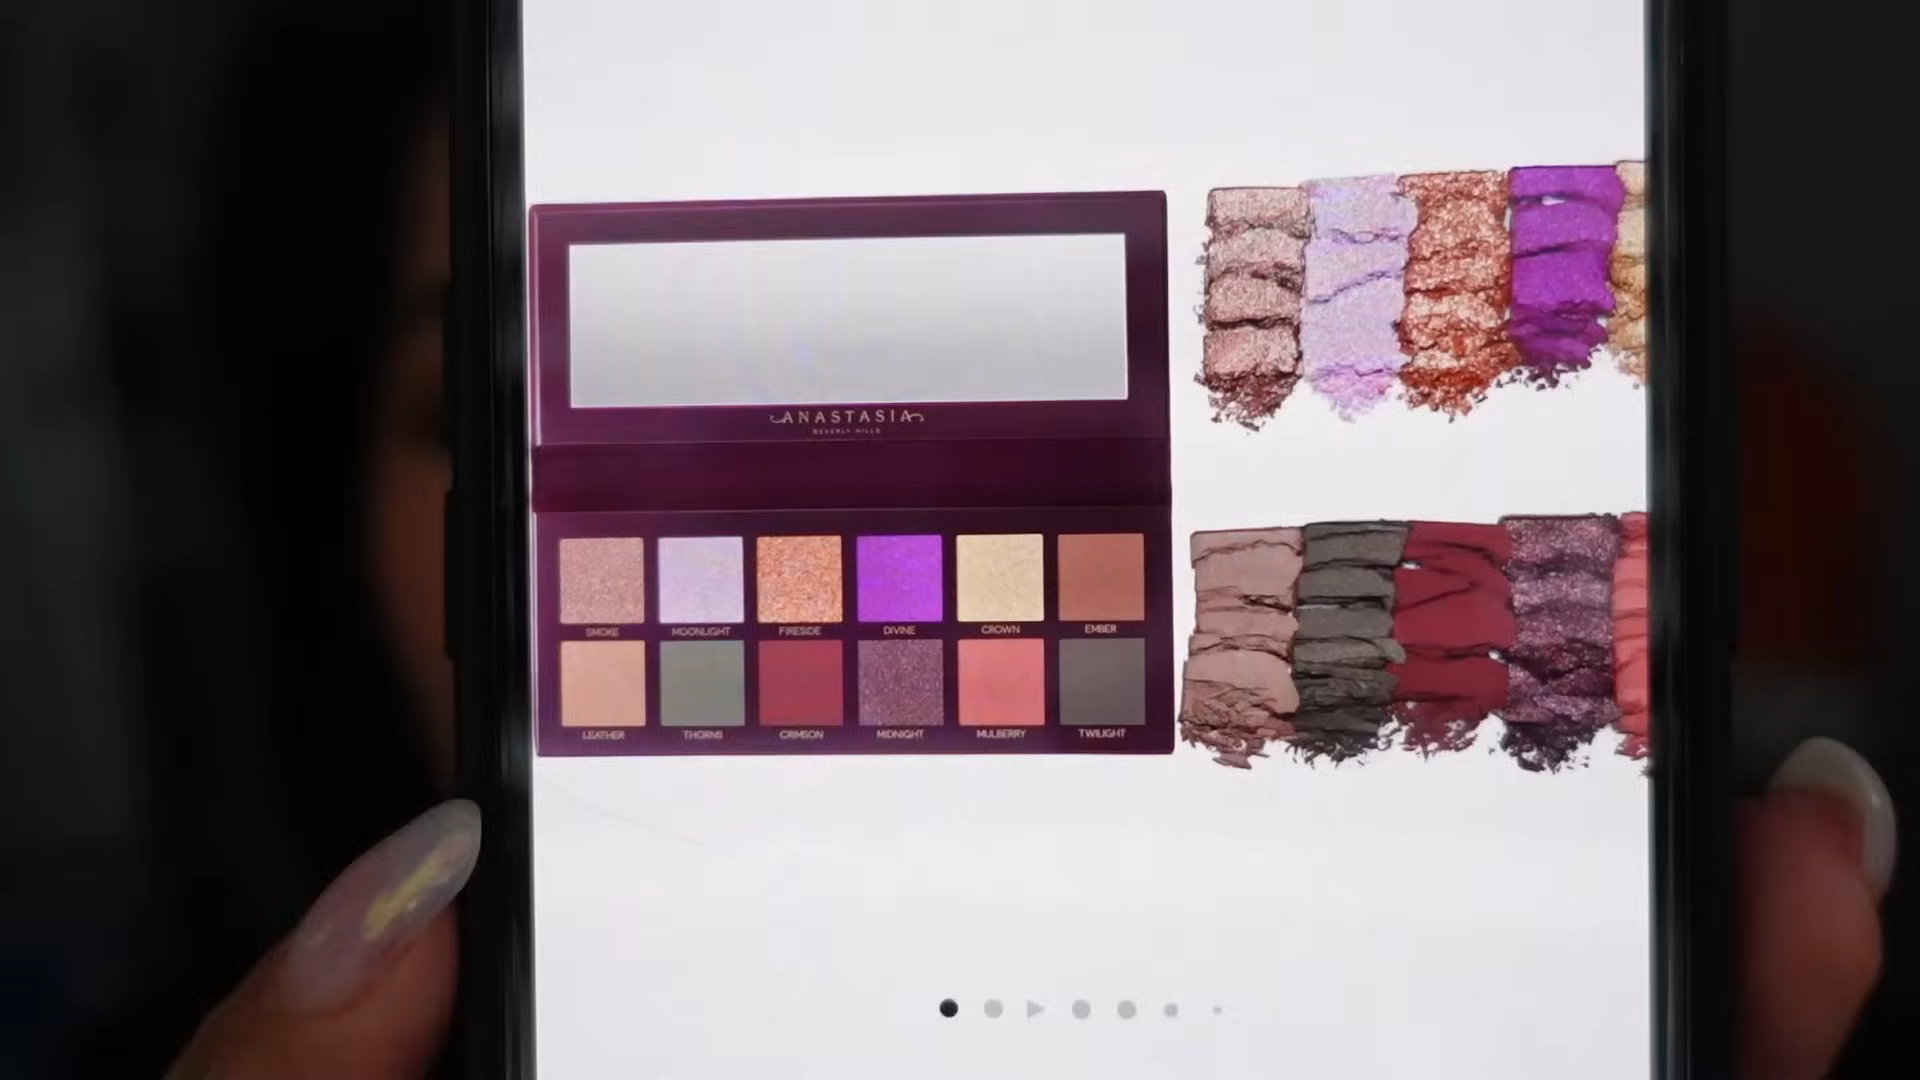 ANASTASIA
BEVERLY HILLS
SMOKE MOONLIGHT FIRESIDE DIVINE CROWN EMBER
LEATHER THORNS CRIMSON MIDNIGHT MULBERRY TWILIGHT